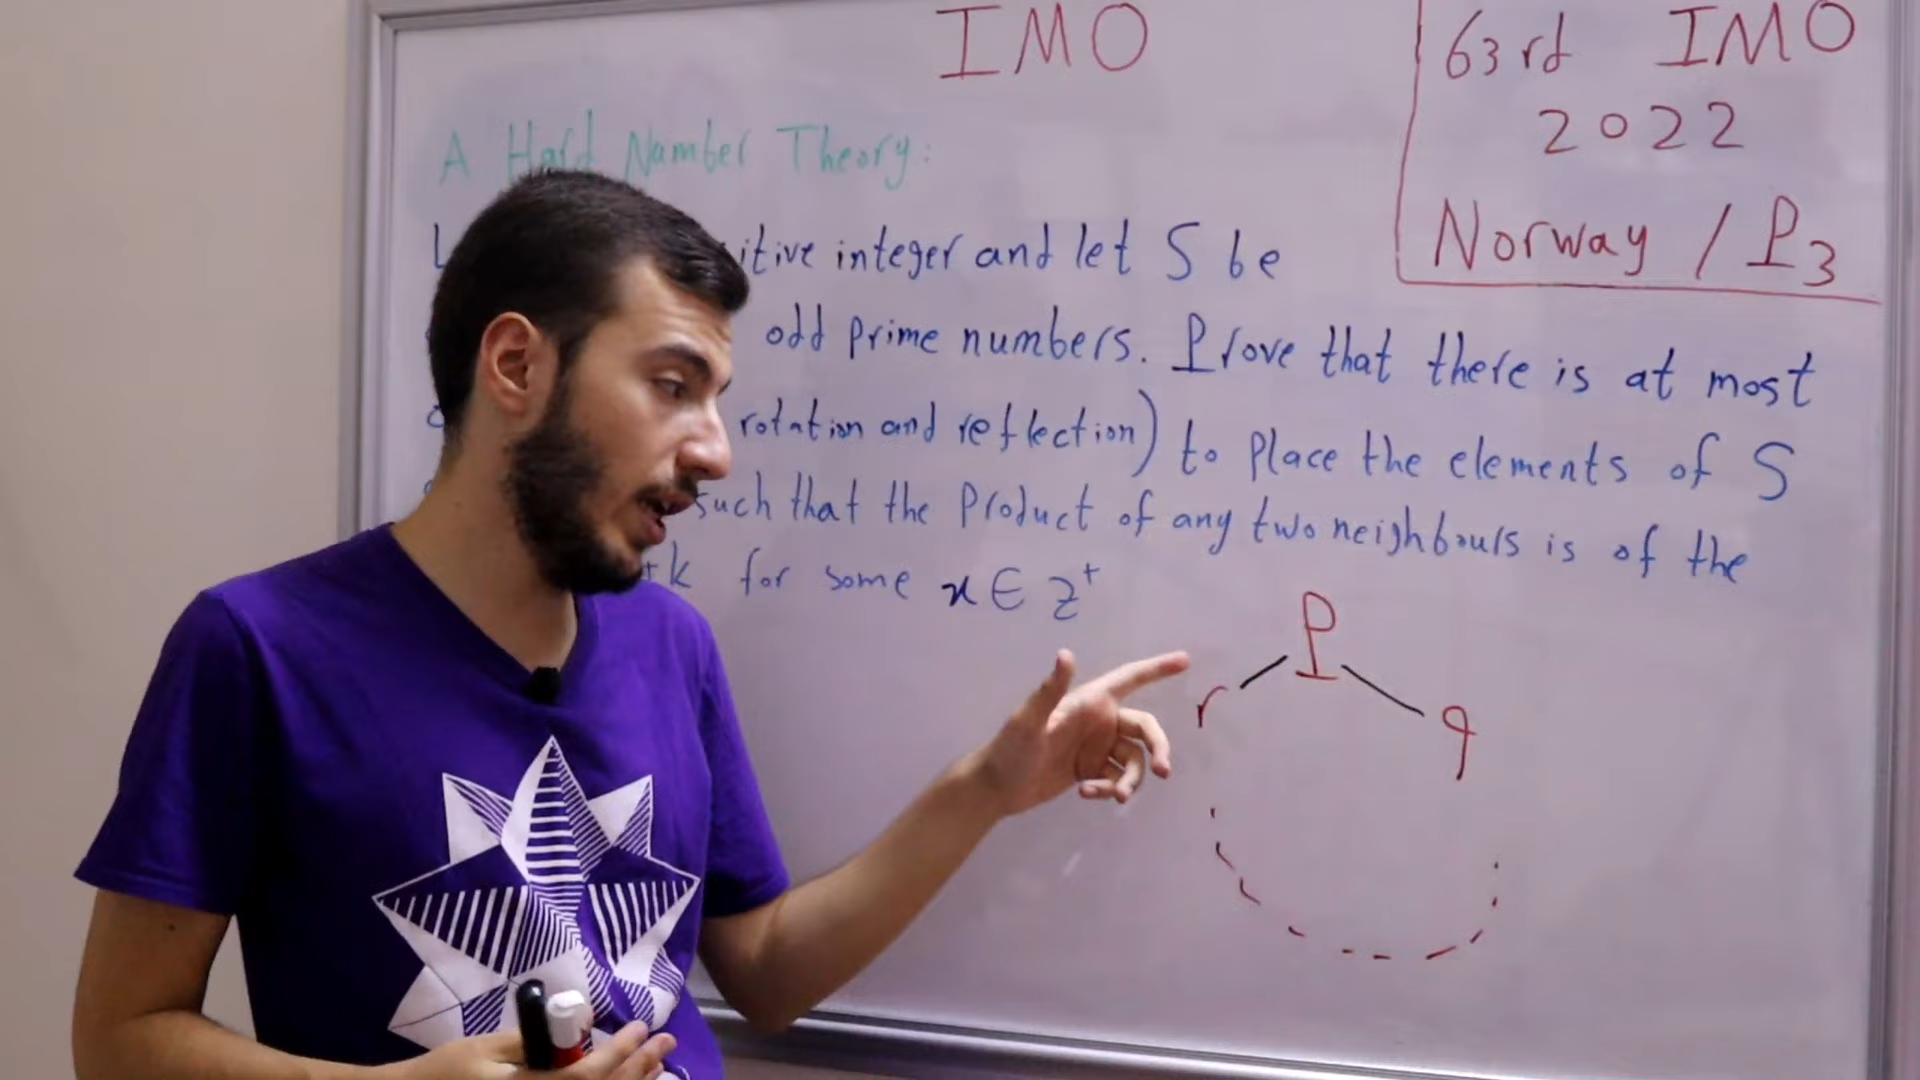 IMO
63rd IMO
2022
Norway / P3
A Hard Number Theory:
itive integer and let S be
odd prime numbers. Prove that there is at most
rotation and reflection) to place the elements of S
such that the product of any two neighbours is of the
+k for some x ∈ Z+
P
r
q